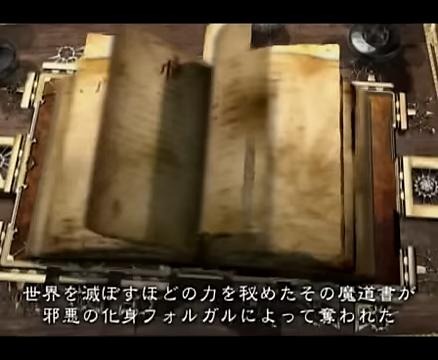 世界を滅ぼすほどの力を秘めたその魔道書が
邪悪の化身フォルガルによって奪われた